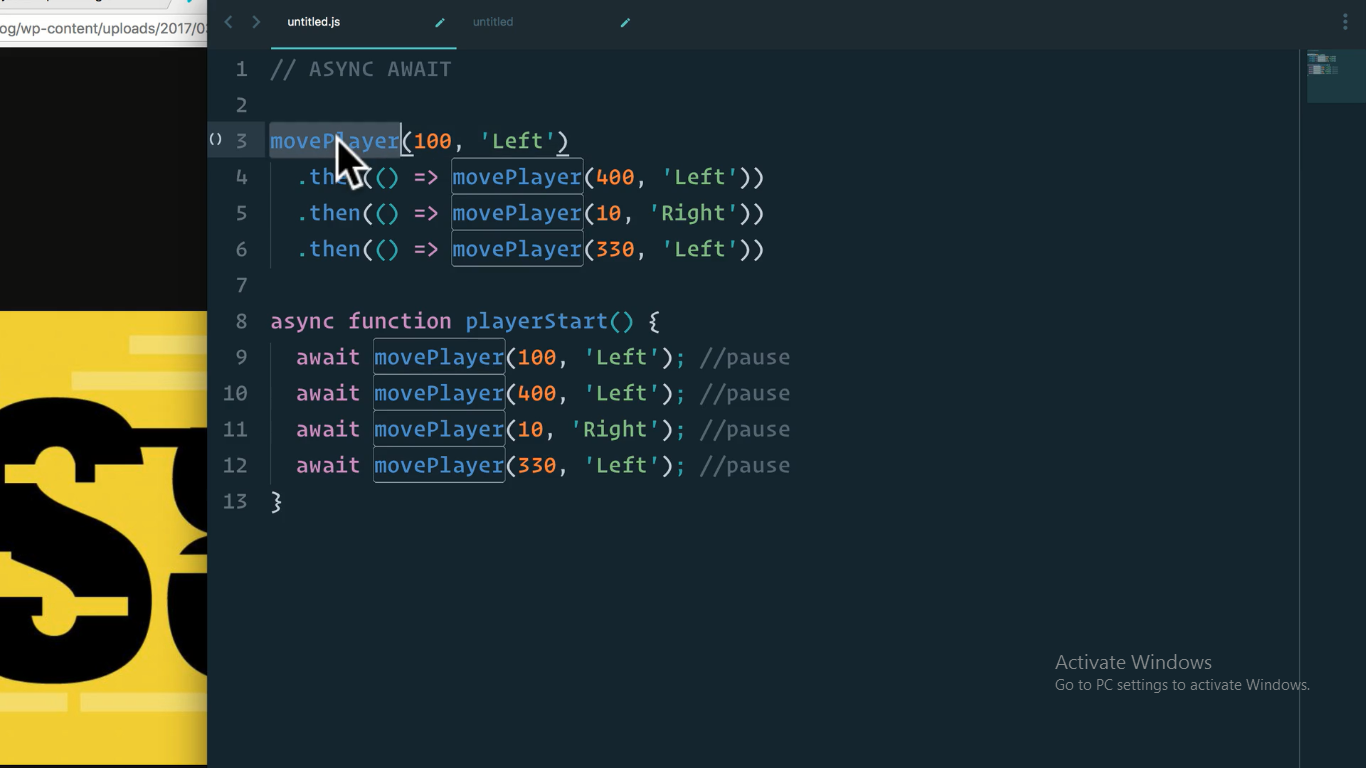 og/wp-content/uploads/2017/03
untitled.js
untitled
1 // ASYNC AWAIT
2
() 3 movePlayer(100, 'Left')
4 .then(() => movePlayer(400, 'Left'))
5 .then(() => movePlayer(10, 'Right'))
6 .then(() => movePlayer(330, 'Left'))
7
8 async function playerStart() {
9 await movePlayer(100, 'Left'); //pause
10 await movePlayer(400, 'Left'); //pause
11 await movePlayer(10, 'Right'); //pause
12 await movePlayer(330, 'Left'); //pause
13 }
Activate Windows
Go to PC settings to activate Windows.